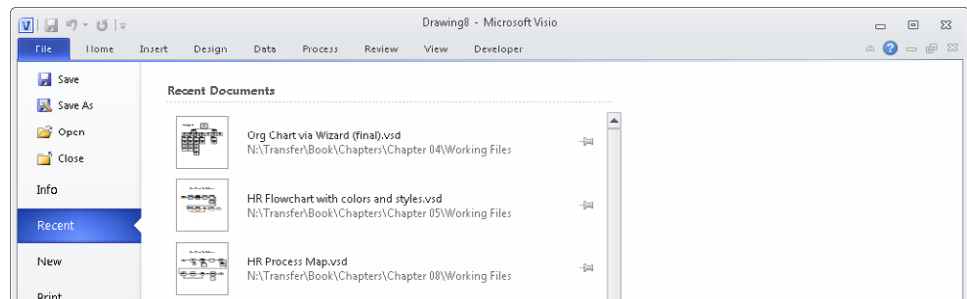 Drawing8 - Microsoft Visio
File Home Insert Design Data Process Review View Developer
Save
Save As
Open
Close
Info
Recent
New
Print
Recent Documents
Org Chart via Wizard (final).vsd
N:\Transfer\Book\Chapters\Chapter 04\Working Files
HR Flowchart with colors and styles.vsd
N:\Transfer\Book\Chapters\Chapter 05\Working Files
HR Process Map.vsd
N:\Transfer\Book\Chapters\Chapter 08\Working Files